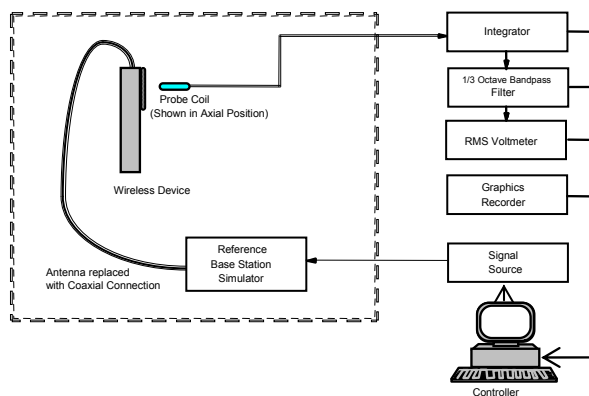 Integrator
1/3 Octave Bandpass
Filter
RMS Voltmeter
Graphics
Recorder
Signal
Source
Controller
Probe Coil
(Shown in Axial Position)
Wireless Device
Reference
Base Station
Simulator
Antenna replaced
with Coaxial Connection